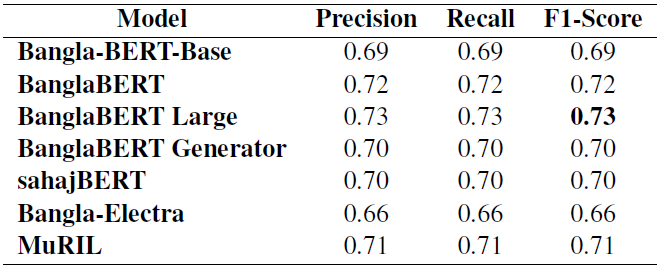 Model Precision Recall F1-Score
Bangla-BERT-Base 0.69 0.69 0.69
BanglaBERT 0.72 0.72 0.72
BanglaBERT Large 0.73 0.73 0.73
BanglaBERT Generator 0.70 0.70 0.70
sahajBERT 0.70 0.70 0.70
Bangla-Electra 0.66 0.66 0.66
MuRIL 0.71 0.71 0.71